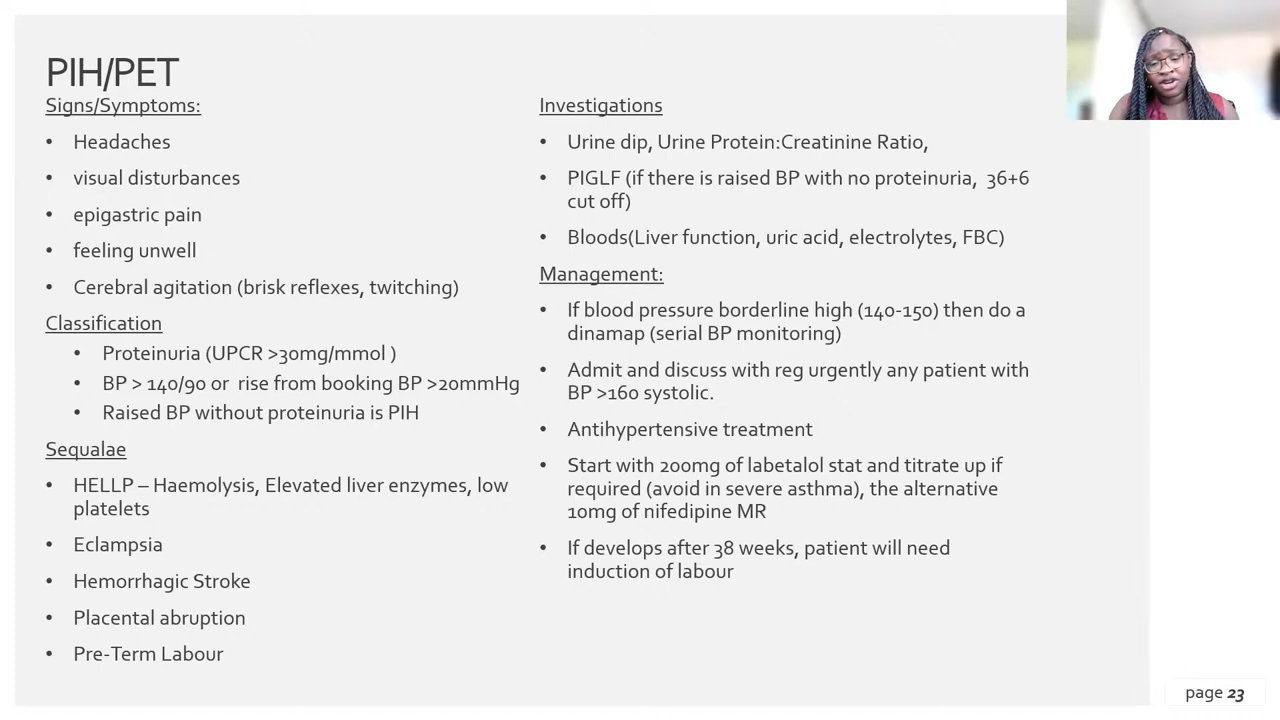 PIH/PET
Signs/Symptoms:
• Headaches
• visual disturbances
• epigastric pain
• feeling unwell
• Cerebral agitation (brisk reflexes, twitching)
Classification
• Proteinuria (UPCR >30mg/mmol )
• BP > 140/90 or rise from booking BP >20mmHg
• Raised BP without proteinuria is PIH
Sequalae
• HELLP – Haemolysis, Elevated liver enzymes, low
platelets
• Eclampsia
• Hemorrhagic Stroke
• Placental abruption
• Pre-Term Labour
Investigations
• Urine dip, Urine Protein:Creatinine Ratio,
• PIGLF (if there is raised BP with no proteinuria, 36+6
cut off)
• Bloods(Liver function, uric acid, electrolytes, FBC)
Management:
• If blood pressure borderline high (140-150) then do a
dinamap (serial BP monitoring)
• Admit and discuss with reg urgently any patient with
BP >160 systolic.
• Antihypertensive treatment
• Start with 200mg of labetalol stat and titrate up if
required (avoid in severe asthma), the alternative
10mg of nifedipine MR
• If develops after 38 weeks, patient will need
induction of labour
page 23